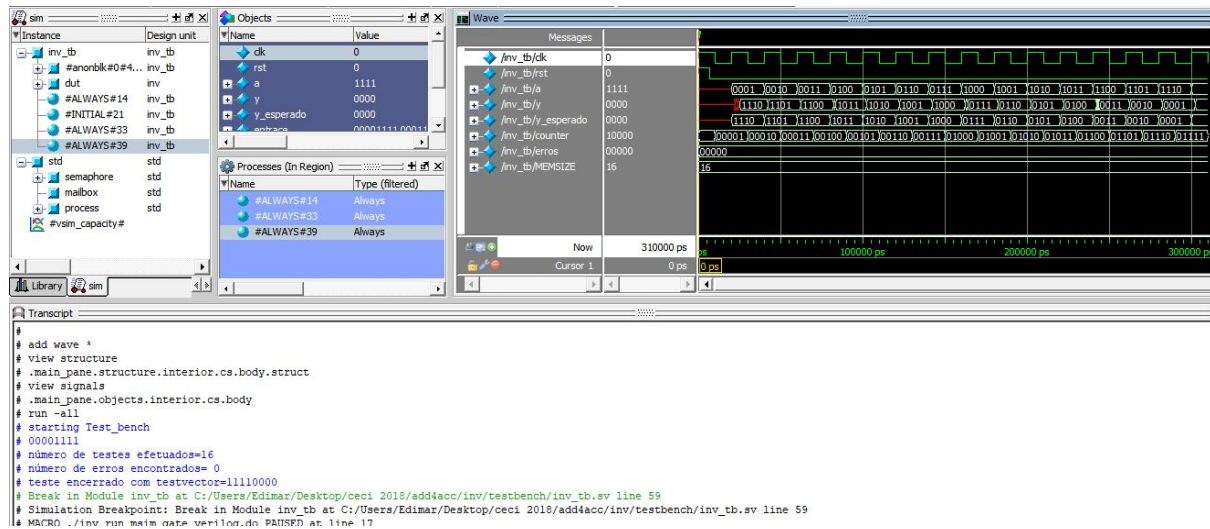 sim
Instance Design unit
inv_tb inv_tb
#anonblk#0#4... inv_tb
dut inv
#ALWAYS#14 inv_tb
#INITIAL#21 inv_tb
#ALWAYS#33 inv_tb
#ALWAYS#39 inv_tb
std std
semaphore std
mailbox std
process std
#vsim_capacity#
Library sim
Objects
Name Value
clk 0
rst 0
a 1111
y 0000
y_esperado 0000
Processes (In Region)
Name Type (filtered)
#ALWAYS#14 Always
#ALWAYS#33 Always
#ALWAYS#39 Always
Wave
Messages
/inv_tb/clk 0
/inv_tb/rst 0
/inv_tb/a 1111 0001 0010 0011 0100 0101 0110 0111 1000 1001 1010 1011 1100 1101 1110
/inv_tb/y 0000 1110 1101 1100 1011 1010 1001 1000 0111 0110 0101 0100 0011 0010 0001
/inv_tb/y_esperado 0000 1110 1101 1100 1011 1010 1001 1000 0111 0110 0101 0100 0011 0010 0001
/inv_tb/counter 10000 00001 00010 00011 00100 00101 00110 00111 01000 01001 01010 01011 01100 01101 01110 01111
/inv_tb/erros 00000 00000
/inv_tb/MEMSIZE 16 16
Now 310000 ps
100000 ps 200000 ps
Cursor 1 0 ps 0 ps
Transcript
#
# add wave *
# view structure
# .main_pane.structure.interior.cs.body.struct
# view signals
# .main_pane.objects.interior.cs.body
# run -all
# starting Test_bench
# 00001111
# número de testes efetuados=16
# número de erros encontrados= 0
# teste encerrado com testvector=11110000
# Break in Module inv_tb at C:/Users/Edimar/Desktop/ceci 2018/add4acc/inv/testbench/inv_tb.sv line 59
# Simulation Breakpoint: Break in Module inv_tb at C:/Users/Edimar/Desktop/ceci 2018/add4acc/inv/testbench/inv_tb.sv line 59
# MACRO ./inv_run_msim_gate_verilog.do PAUSED at line 17